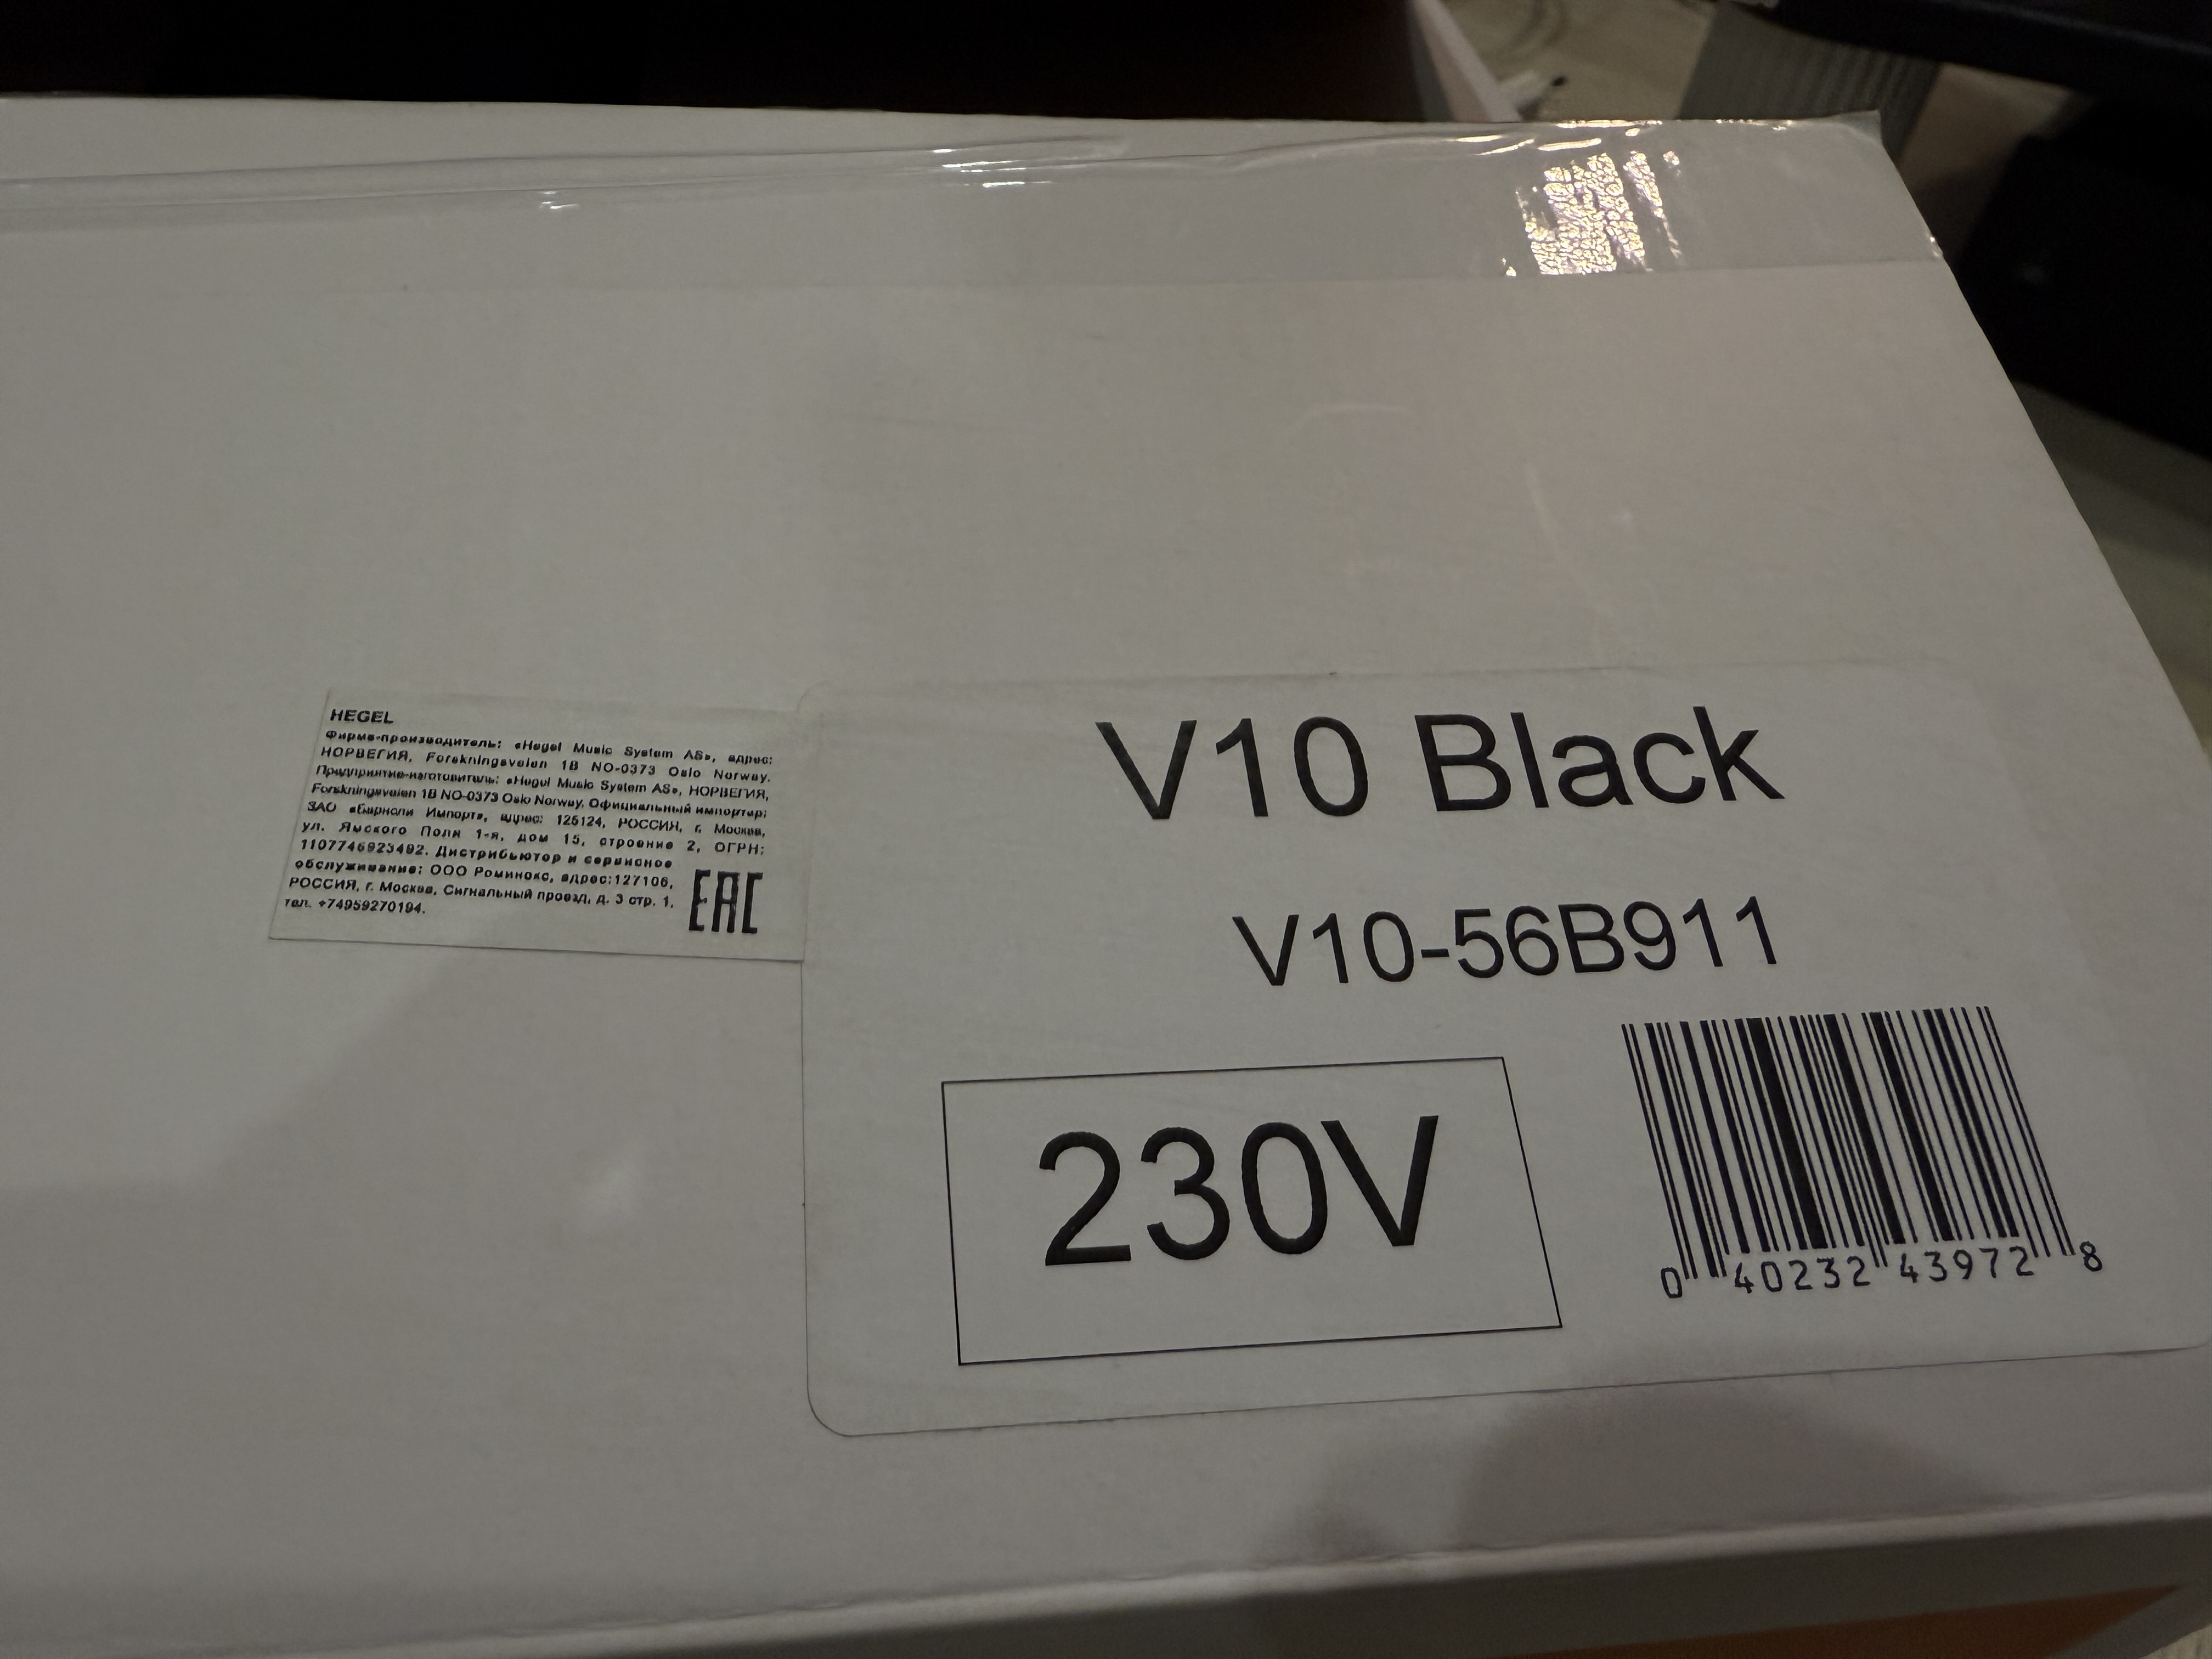 HEGEL
Фирма-производитель: «Hegel Music System AS», адрес:
НОРВЕГИЯ, Forskningsveien 1B NO-0373 Oslo Norway.
Предприятие-изготовитель: «Hegel Music System AS», НОРВЕГИЯ,
Forskningsveien 1B NO-0373 Oslo Norway. Официальный импортер:
ЗАО «Барнсли Импорт», адрес: 125124, РОССИЯ, г. Москва,
ул. Ямского Поля 1-я, дом 15, строение 2, ОГРН:
1107746923492. Дистрибьютор и сервисное
обслуживание: ООО Роминокс, адрес:127106,
РОССИЯ, г. Москва, Сигнальный проезд, д. 3 стр. 1,
тел. +74959270194.
EAC
V10 Black
V10-56B911
230V
0 40232 43972 8